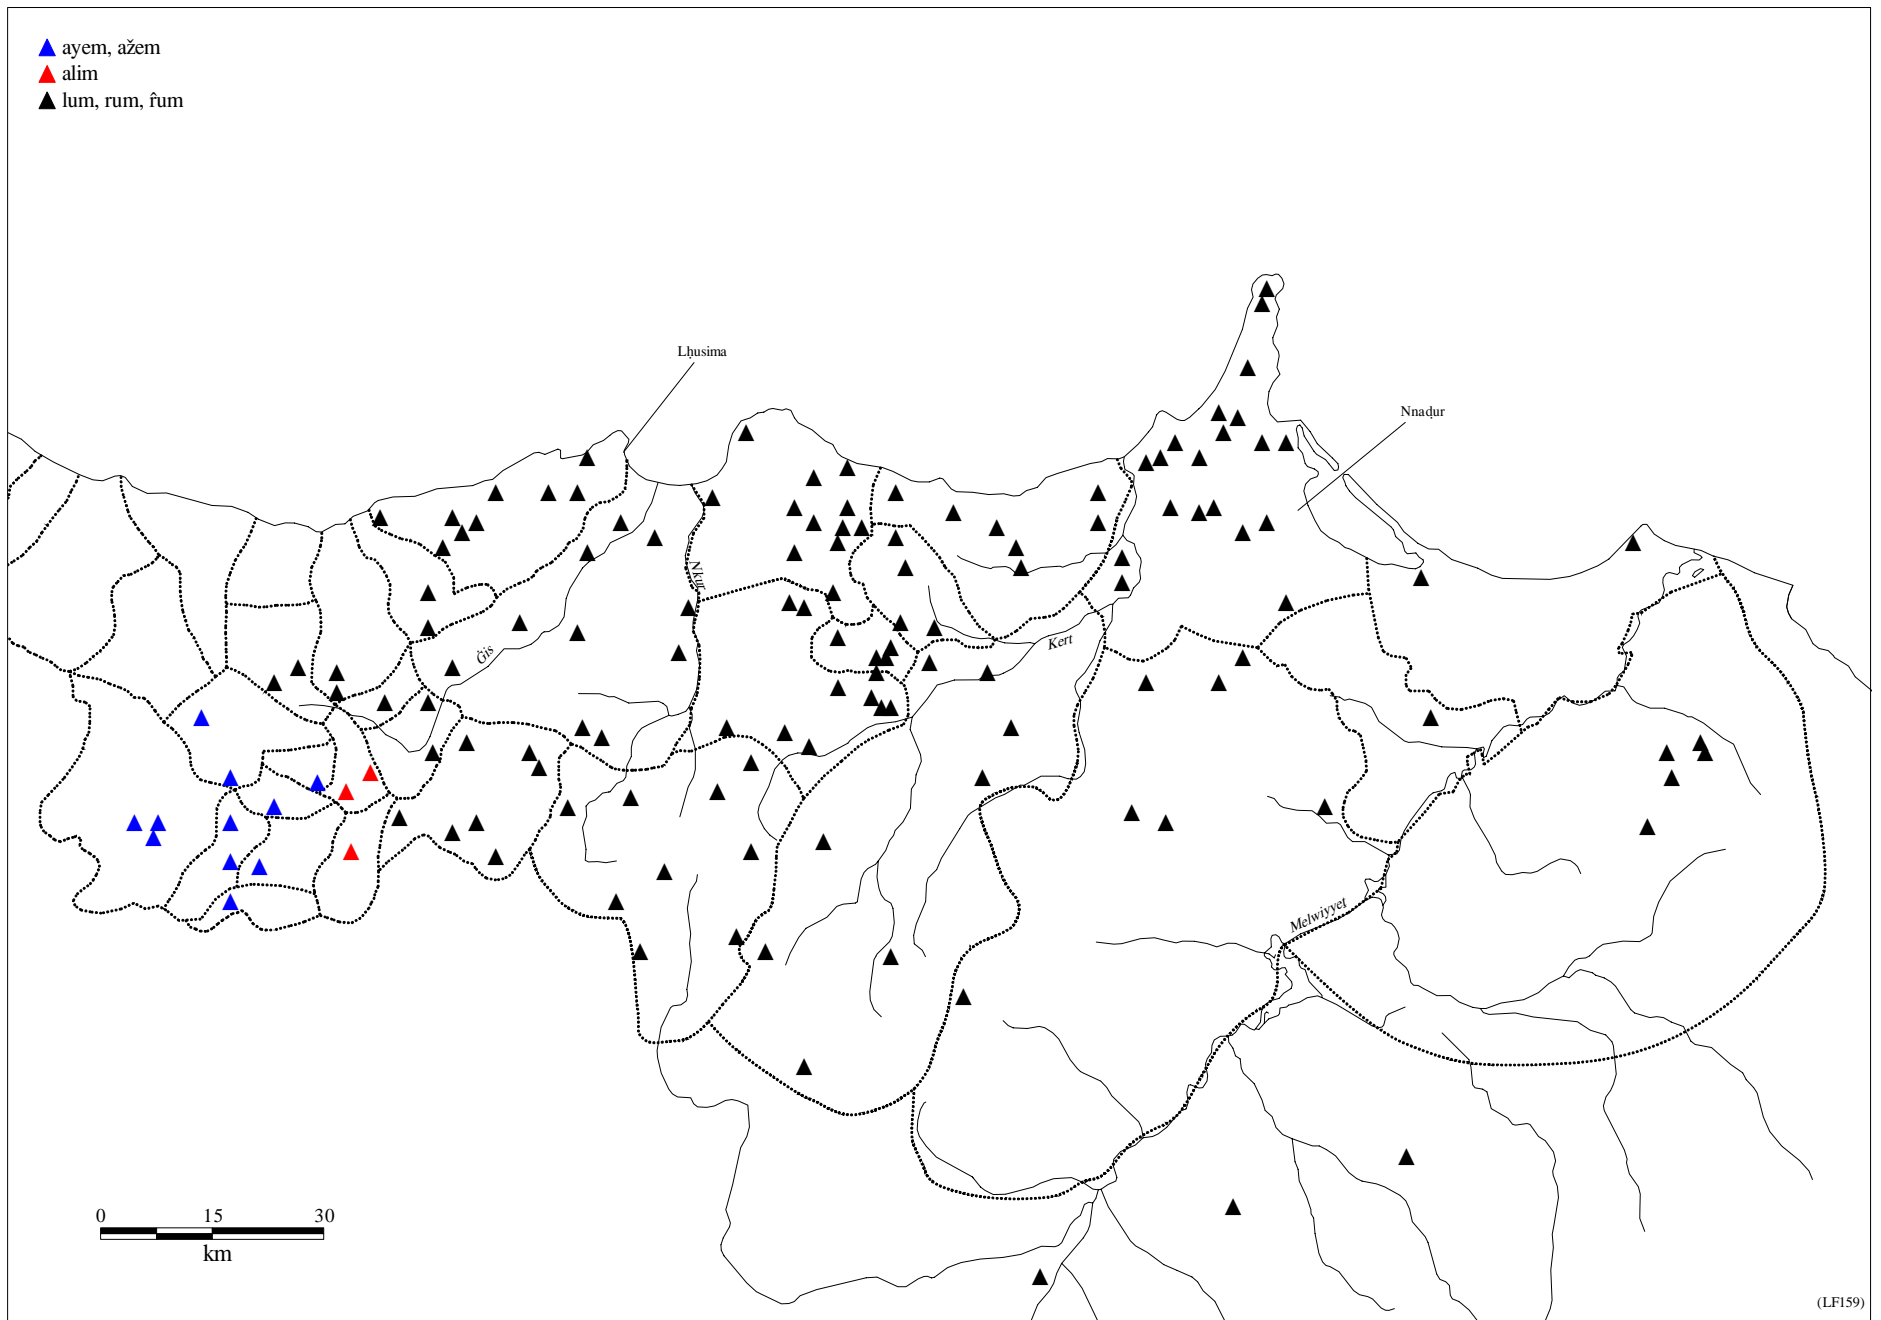 ayem, ažem
alim
lum, rum, r̂um
Lḥusima
Nnaḍur
Nkur
Ġis
Kert
Melwiyyet
0 15 30
km
(LF159)